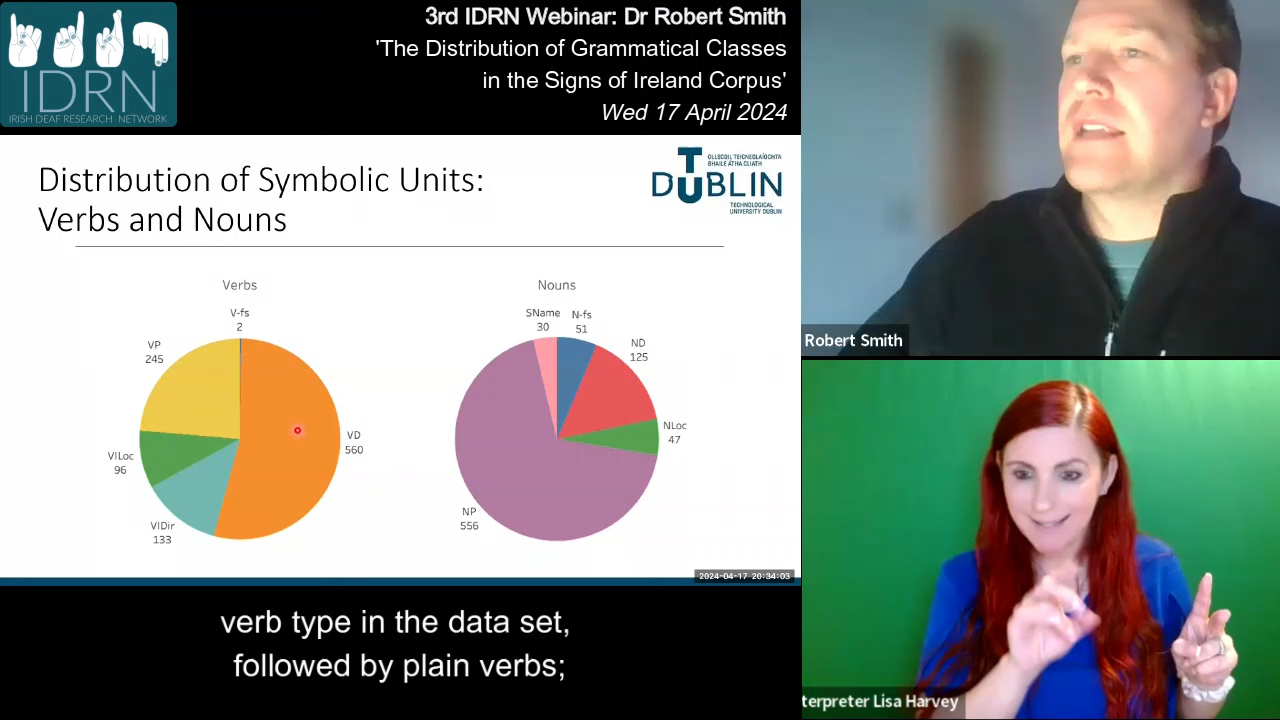 3rd IDRN Webinar: Dr Robert Smith
'The Distribution of Grammatical Classes
in the Signs of Ireland Corpus'
Wed 17 April 2024
IDRN
IRISH DEAF RESEARCH NETWORK
Distribution of Symbolic Units:
Verbs and Nouns
OLLSCOIL TEICNEOLAÍOCHTA
BHAILE ÁTHA CLIATH
TU DUBLIN
TECHNOLOGICAL
UNIVERSITY DUBLIN
Verbs
V-fs
2
VP
245
VD
560
VILoc
96
VIDir
133
Nouns
SName
30
N-fs
51
ND
125
NLoc
47
NP
556
2024-04-17 20:34:03
verb type in the data set,
followed by plain verbs;
Robert Smith
terpreter Lisa Harvey